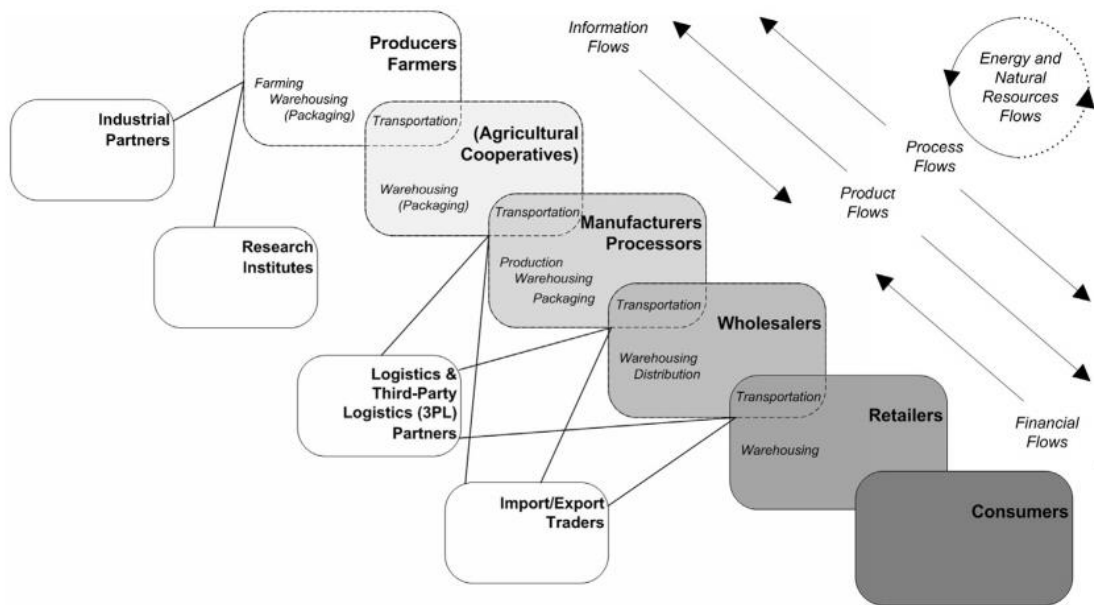 Producers
Farmers
Farming
Warehousing
(Packaging)
Transportation
Industrial
Partners
(Agricultural
Cooperatives)
Warehousing
(Packaging)
Transportation
Research
Institutes
Manufacturers
Processors
Production
Warehousing
Packaging
Transportation
Wholesalers
Warehousing
Distribution
Transportation
Logistics &
Third-Party
Logistics (3PL)
Partners
Retailers
Warehousing
Import/Export
Traders
Consumers
Information
Flows
Energy and
Natural
Resources
Flows
Process
Flows
Product
Flows
Financial
Flows